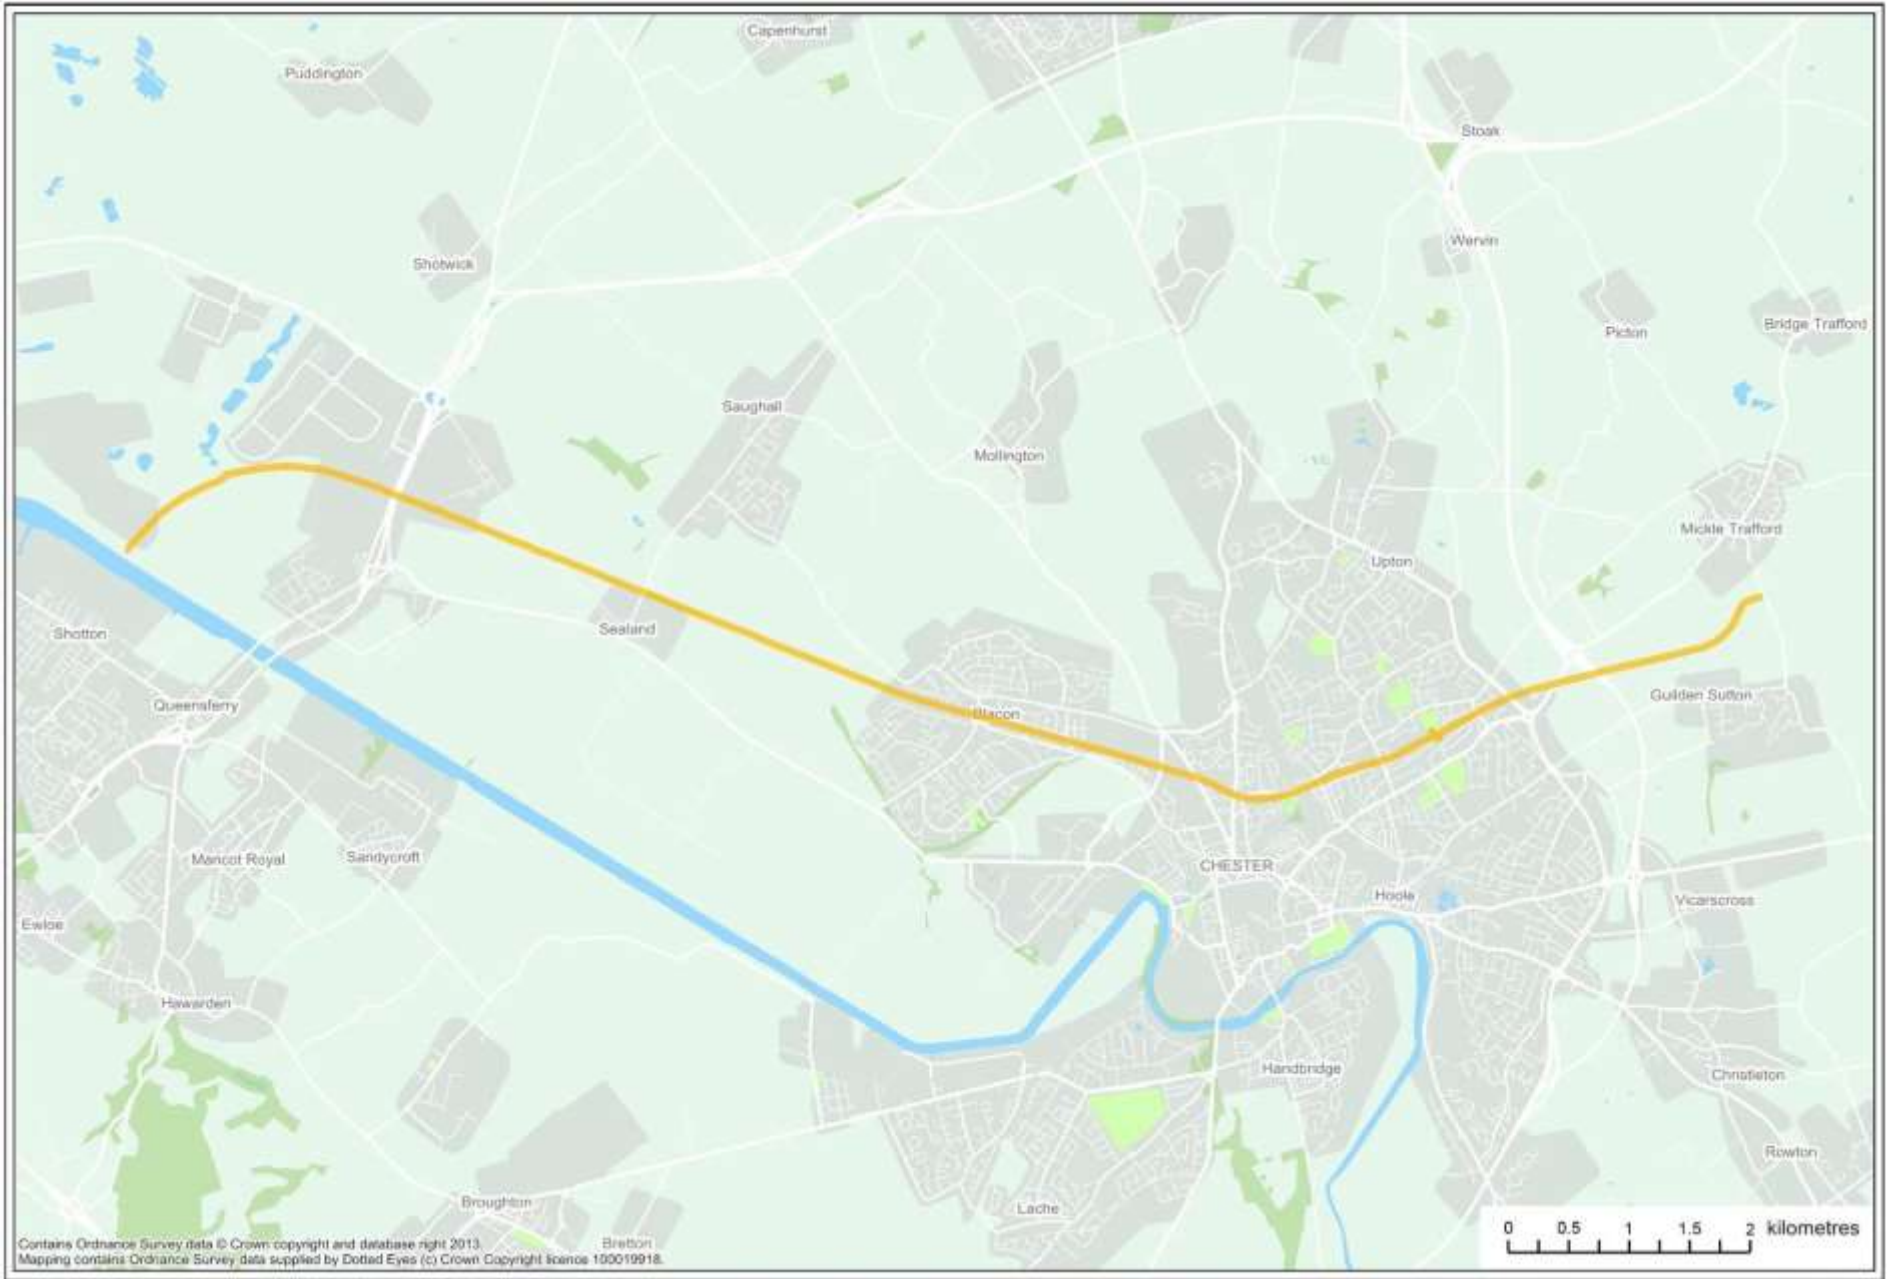 Capenhurst
Puddington
Stoak
Wervin
Shotwick
Bridge Trafford
Picton
Saughall
Mollington
Mickle Trafford
Upton
Sealand
Shotton
Guilden Sutton
Queensferry
Blacon
Mancot Royal
Sandycroft
CHESTER
Hoole
Vicarscross
Ewloe
Hawarden
Handbridge
Christleton
Rowton
Broughton
Lache
Bretton
0 0.5 1 1.5 2 kilometres
Contains Ordnance Survey data © Crown copyright and database right 2013.
Mapping contains Ordnance Survey data supplied by Dotted Eyes (c) Crown Copyright licence 100019918.